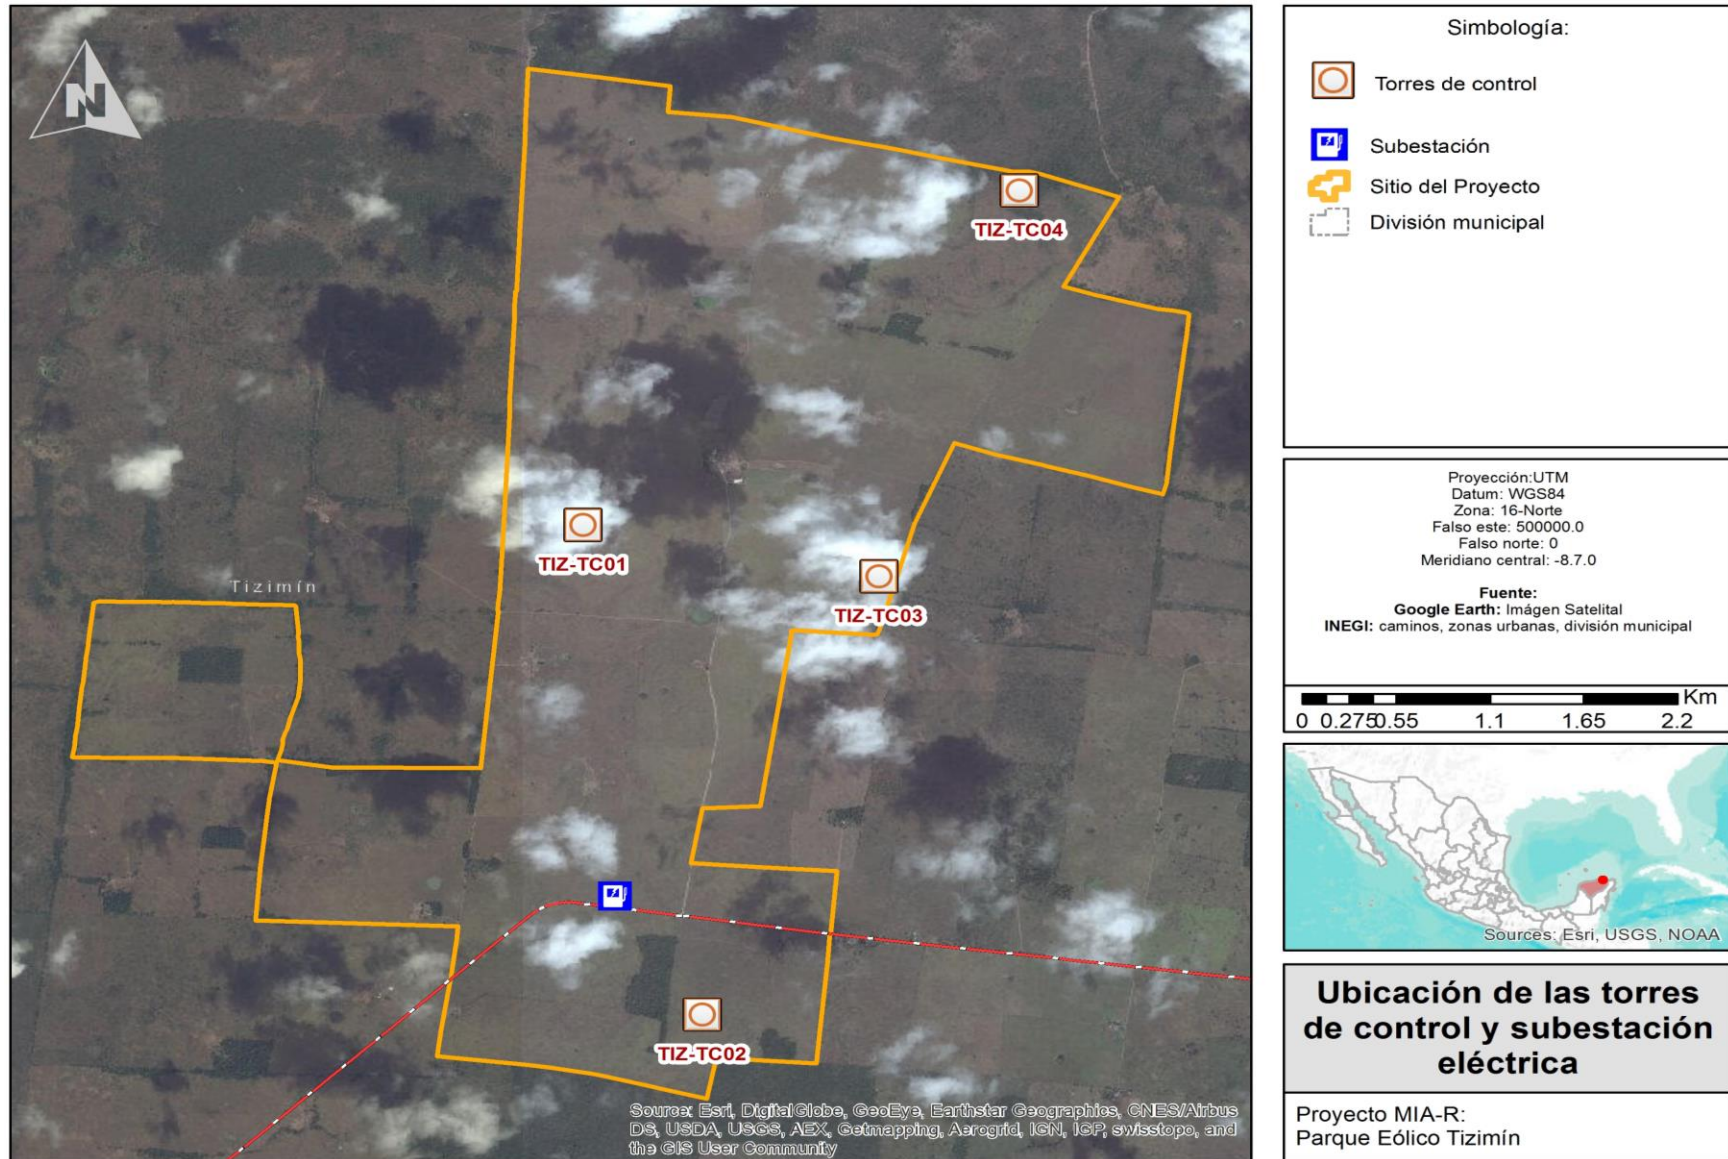 N
TIZ-TC04
TIZ-TC01
TIZ-TC03
Tizimín
TIZ-TC02
Source: Esri, DigitalGlobe, GeoEye, Earthstar Geographics, CNES/Airbus
DS, USDA, USGS, AEX, Getmapping, Aerogrid, IGN, IGP, swisstopo, and
the GIS User Community
Simbología:
Torres de control
Subestación
Sitio del Proyecto
División municipal
Proyección:UTM
Datum: WGS84
Zona: 16-Norte
Falso este: 500000.0
Falso norte: 0
Meridiano central: -8.7.0
Fuente:
Google Earth: Imágen Satelital
INEGI: caminos, zonas urbanas, división municipal
Km
0 0.275 0.55 1.1 1.65 2.2
Sources: Esri, USGS, NOAA
Ubicación de las torres
de control y subestación
eléctrica
Proyecto MIA-R:
Parque Eólico Tizimín